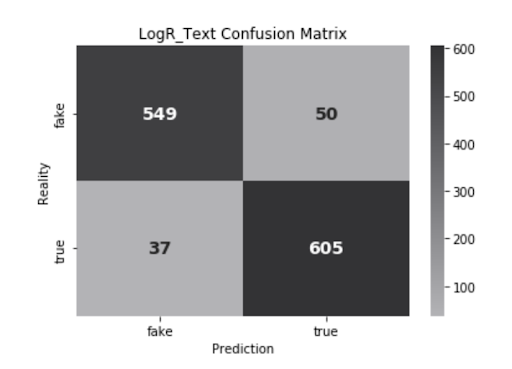 LogR_Text Confusion Matrix
600
fake 549 50
500
400
Reality
300
true 37 605
200
100
fake true
Prediction